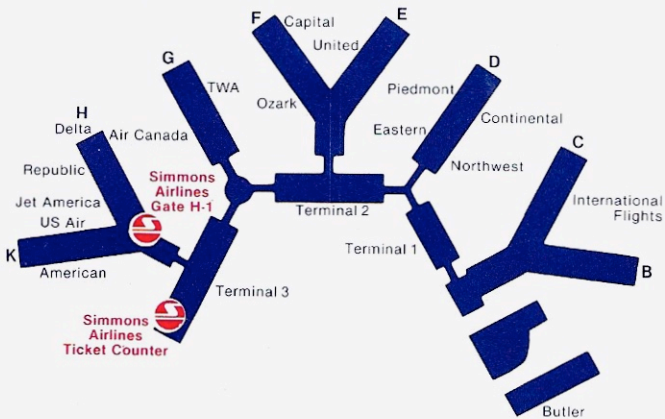 F
Capital
E
United
G
TWA
Ozark
D
Piedmont
Continental
Eastern
Northwest
H
Delta
Air Canada
Republic
Jet America
US Air
K
American
Simmons
Airlines
Gate H-1
Terminal 2
Terminal 1
Terminal 3
C
International
Flights
B
Simmons
Airlines
Ticket Counter
Butler